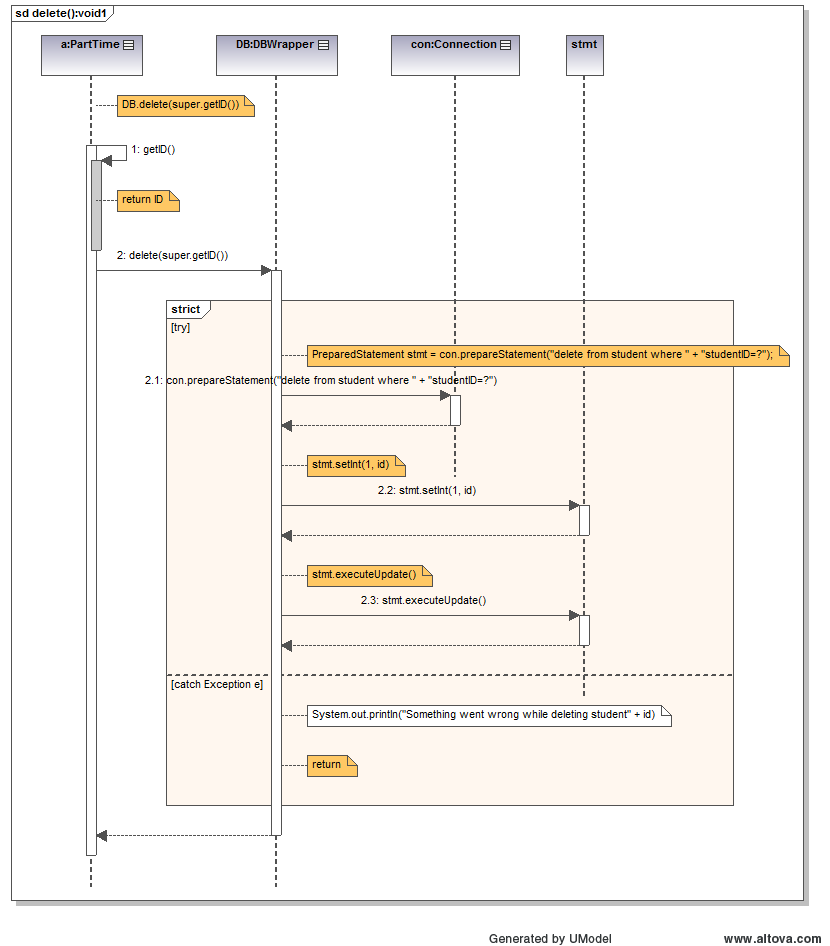 sd delete():void1
a:PartTime
DB:DBWrapper
con:Connection
stmt
DB.delete(super.getID())
1: getID()
return ID
2: delete(super.getID())
strict
[try]
PreparedStatement stmt = con.prepareStatement("delete from student where " + "studentID=?");
2.1: con.prepareStatement("delete from student where " + "studentID=?")
stmt.setInt(1, id)
2.2: stmt.setInt(1, id)
stmt.executeUpdate()
2.3: stmt.executeUpdate()
[catch Exception e]
System.out.println("Something went wrong while deleting student" + id)
return
Generated by UModel
www.altova.com